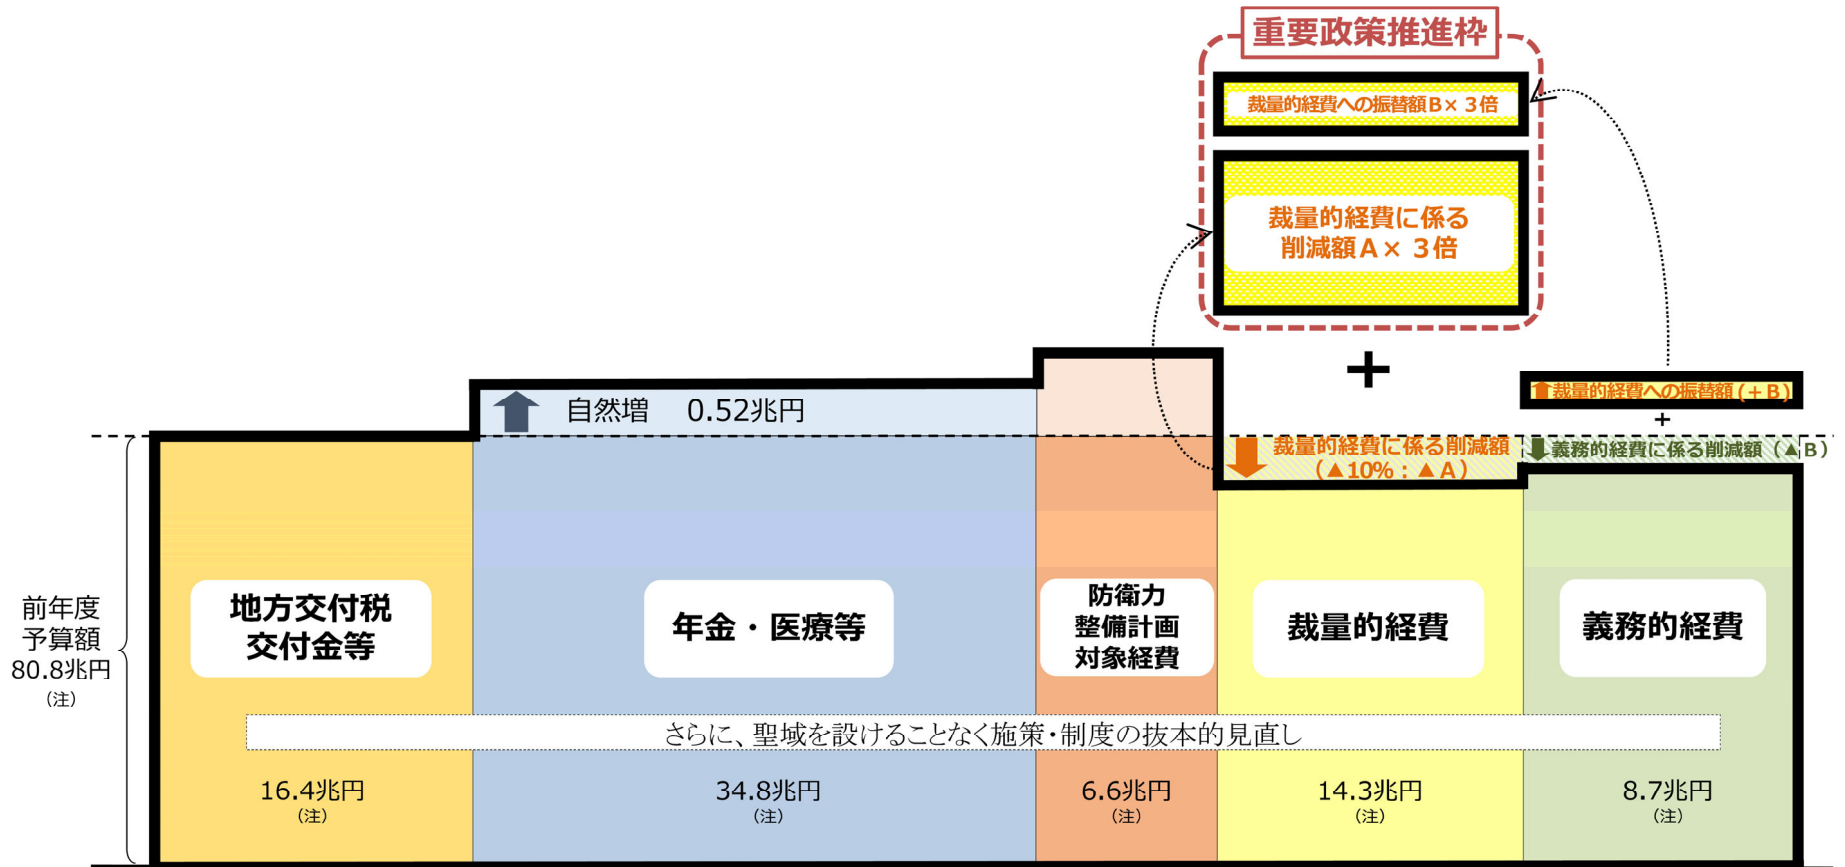 重要政策推進枠
裁量的経費への振替額B× 3倍
裁量的経費に係る
削減額A× 3倍
+
自然増 0.52兆円
裁量的経費への振替額(+B)
+
裁量的経費に係る削減額
(▲10%:▲A)
義務的経費に係る削減額(▲B)
前年度
予算額
80.8兆円
(注)
地方交付税
交付金等
年金・医療等
防衛力
整備計画
対象経費
裁量的経費
義務的経費
さらに、聖域を設けることなく施策・制度の抜本的見直し
16.4兆円
(注)
34.8兆円
(注)
6.6兆円
(注)
14.3兆円
(注)
8.7兆円
(注)